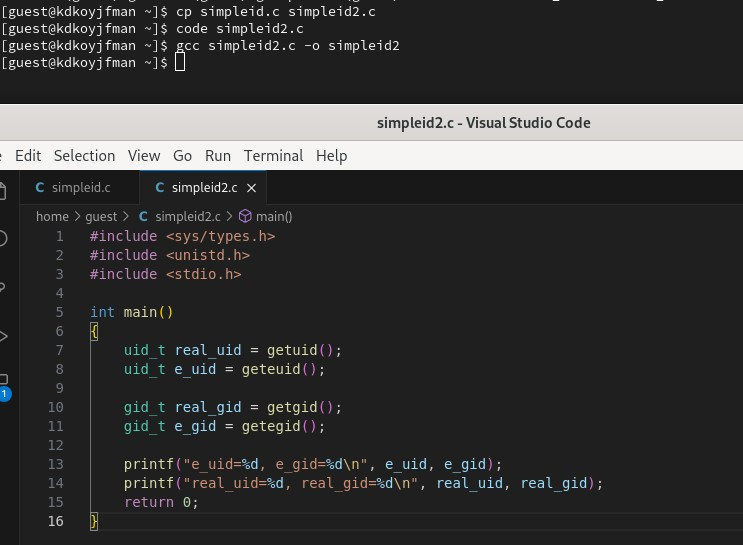 [guest@kdkoyjfman ~]$ cp simpleid.c simpleid2.c
[guest@kdkoyjfman ~]$ code simpleid2.c
[guest@kdkoyjfman ~]$ gcc simpleid2.c -o simpleid2
[guest@kdkoyjfman ~]$
simpleid2.c - Visual Studio Code
Edit Selection View Go Run Terminal Help
C simpleid.c C simpleid2.c ×
home > guest > C simpleid2.c > main()
1 #include <sys/types.h>
2 #include <unistd.h>
3 #include <stdio.h>
4
5 int main()
6 {
7 uid_t real_uid = getuid();
8 uid_t e_uid = geteuid();
9
10 gid_t real_gid = getgid();
11 gid_t e_gid = getegid();
12
13 printf("e_uid=%d, e_gid=%d\n", e_uid, e_gid);
14 printf("real_uid=%d, real_gid=%d\n", real_uid, real_gid);
15 return 0;
16 }
1